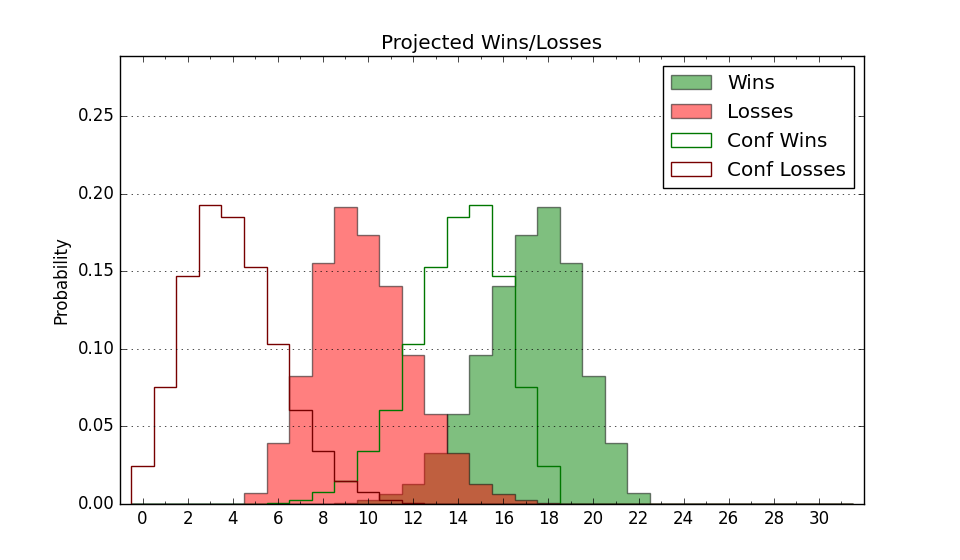 Projected Wins/Losses
Wins
Losses
Conf Wins
Conf Losses
Probability
0.25
0.20
0.15
0.10
0.05
0.00
0 2 4 6 8 10 12 14 16 18 20 22 24 26 28 30